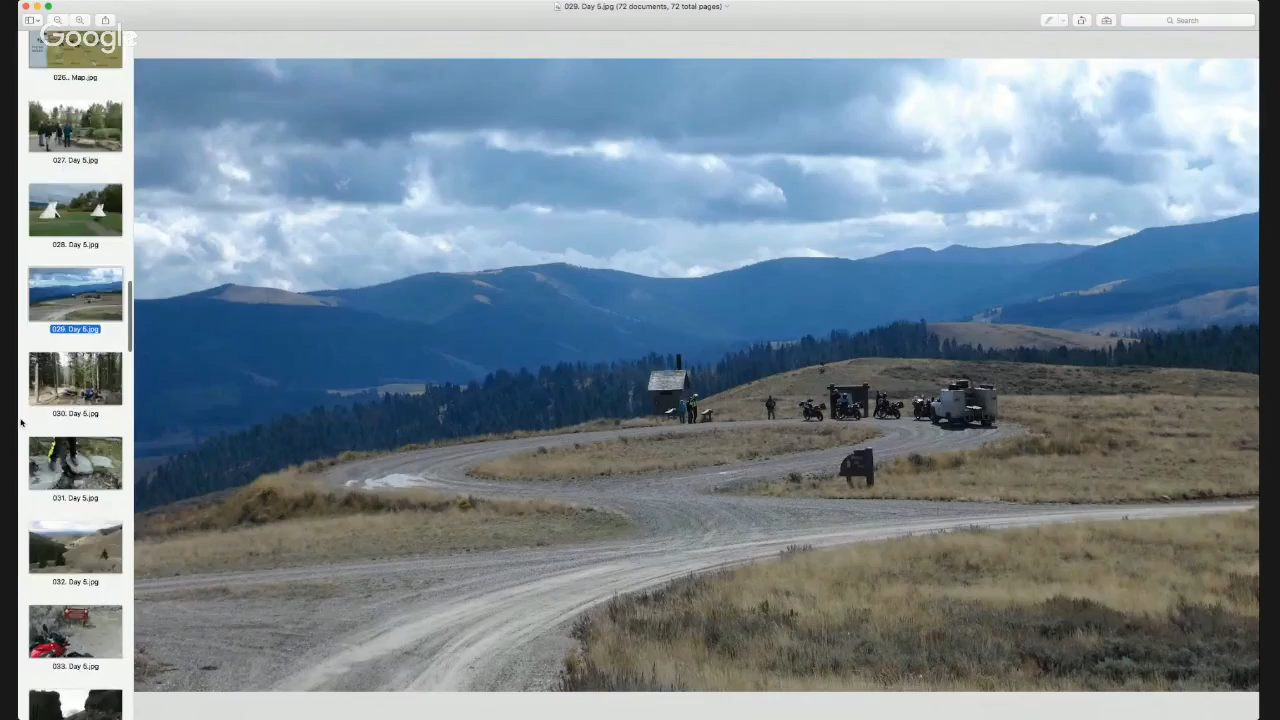 029. Day 5.jpg (72 documents, 72 total pages)
Search
Google
026.. Map.jpg
027. Day 5.jpg
028. Day 5.jpg
029. Day 5.jpg
030. Day 5.jpg
031. Day 5.jpg
032. Day 5.jpg
033. Day 5.jpg